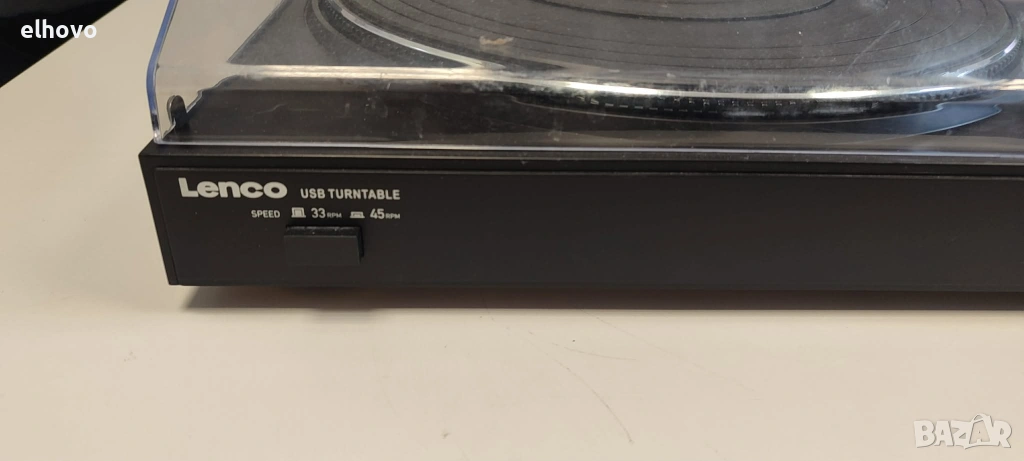 elhovo
Lenco USB TURNTABLE
SPEED 33 RPM 45 RPM
BAZAR